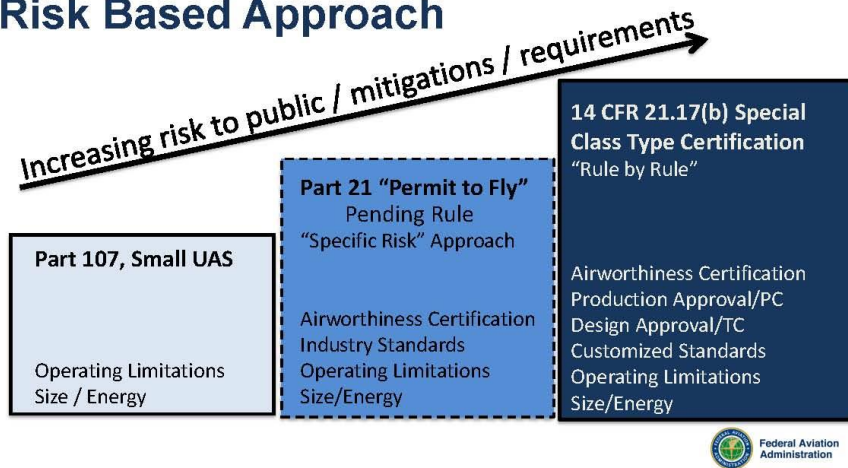 Risk Based Approach
Increasing risk to public / mitigations / requirements
Part 107, Small UAS
Operating Limitations
Size / Energy
Part 21 “Permit to Fly”
Pending Rule
“Specific Risk” Approach
Airworthiness Certification
Industry Standards
Operating Limitations
Size/Energy
14 CFR 21.17(b) Special
Class Type Certification
“Rule by Rule”
Airworthiness Certification
Production Approval/PC
Design Approval/TC
Customized Standards
Operating Limitations
Size/Energy
Federal Aviation
Administration